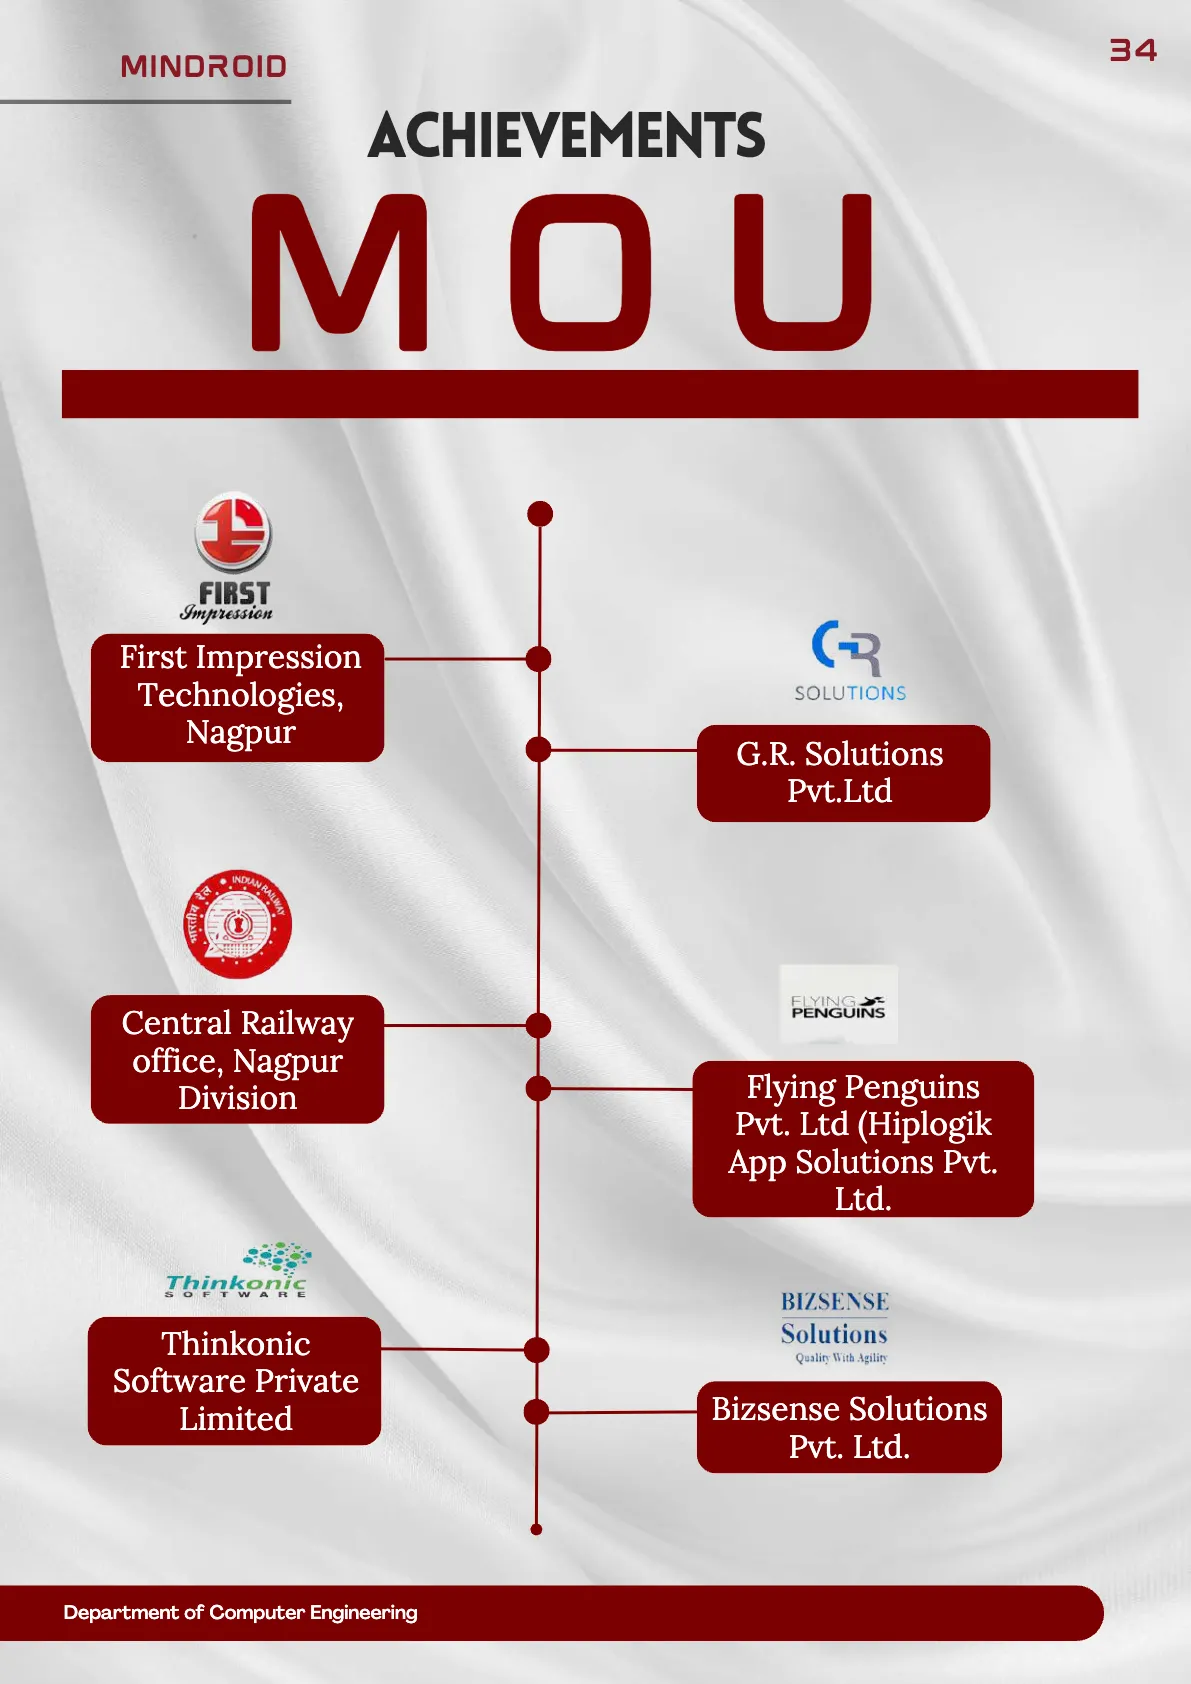 MINDROID
34
ACHIEVEMENTS
MOU
FIRST
Impression
First Impression
Technologies,
Nagpur
GR
SOLUTIONS
G.R. Solutions
Pvt.Ltd
भारतीय रेल
INDIAN RAILWAY
Central Railway
office, Nagpur
Division
FLYING
PENGUINS
Flying Penguins
Pvt. Ltd (Hiplogik
App Solutions Pvt.
Ltd.
Thinkonic
SOFTWARE
Thinkonic
Software Private
Limited
BIZSENSE
Solutions
Quality With Agility
Bizsense Solutions
Pvt. Ltd.
Department of Computer Engineering